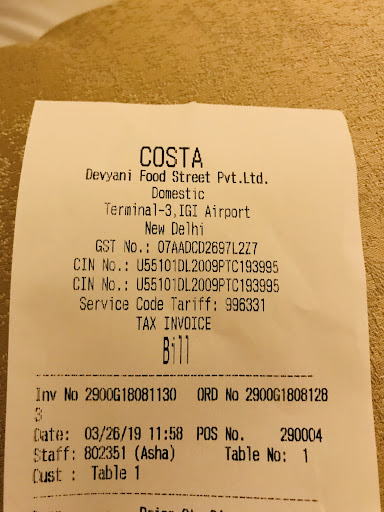 COSTA
Devyani Food Street Pvt.Ltd.
Domestic
Terminal-3,IGI Airport
New Delhi
GST No.: 07AADCD2697L2Z7
CIN No.: U55101DL2009PTC193995
CIN No.: U55101DL2009PTC193995
Service Code Tariff: 996331
TAX INVOICE
Bill
Inv No 2900G18081130 ORD No 2900G1808128
3
Date: 03/26/19 11:58 POS No. 290004
Staff: 802351 (Asha) Table No: 1
Cust : Table 1